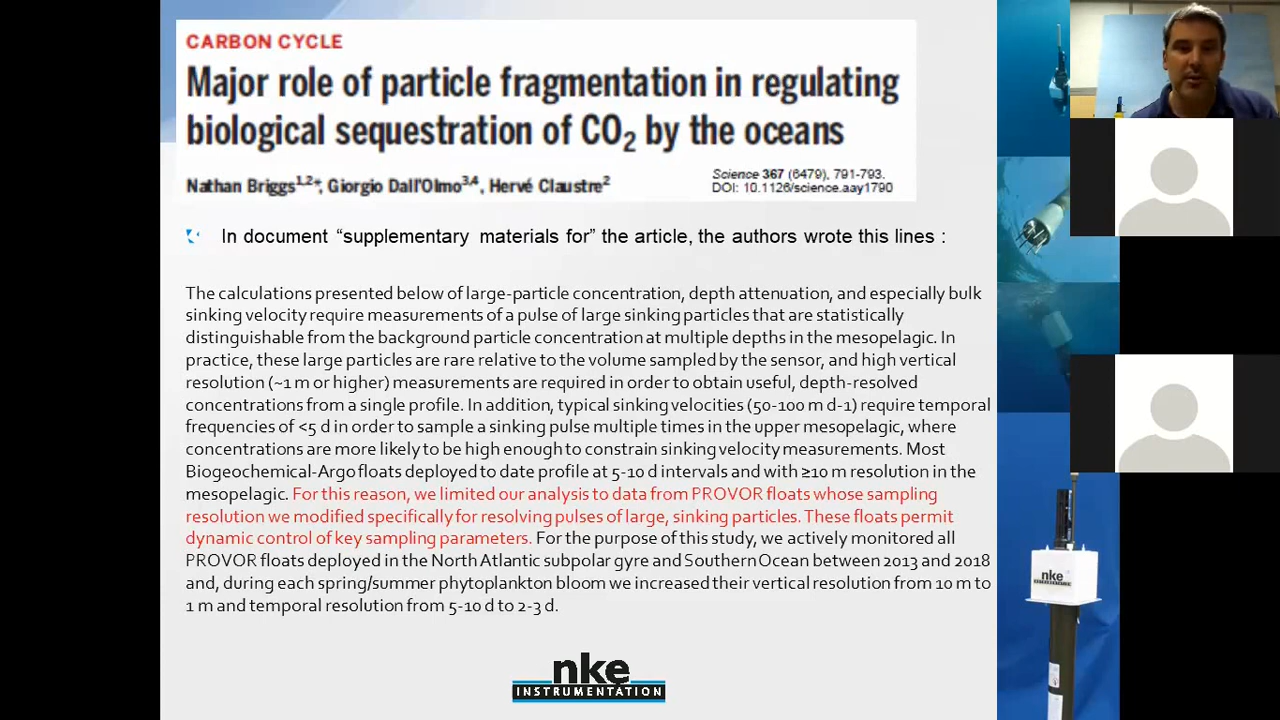 CARBON CYCLE
Major role of particle fragmentation in regulating
biological sequestration of CO₂ by the oceans
Nathan Briggs1,2*, Giorgio Dall'Olmo3,4, Hervé Claustre2
Science 367 (6479), 791-793.
DOI: 10.1126/science.aay1790
In document “supplementary materials for” the article, the authors wrote this lines :
The calculations presented below of large-particle concentration, depth attenuation, and especially bulk
sinking velocity require measurements of a pulse of large sinking particles that are statistically
distinguishable from the background particle concentration at multiple depths in the mesopelagic. In
practice, these large particles are rare relative to the volume sampled by the sensor, and high vertical
resolution (~1 m or higher) measurements are required in order to obtain useful, depth-resolved
concentrations from a single profile. In addition, typical sinking velocities (50-100 m d-1) require temporal
frequencies of <5 d in order to sample a sinking pulse multiple times in the upper mesopelagic, where
concentrations are more likely to be high enough to constrain sinking velocity measurements. Most
Biogeochemical-Argo floats deployed to date profile at 5-10 d intervals and with ≥10 m resolution in the
mesopelagic. For this reason, we limited our analysis to data from PROVOR floats whose sampling
resolution we modified specifically for resolving pulses of large, sinking particles. These floats permit
dynamic control of key sampling parameters. For the purpose of this study, we actively monitored all
PROVOR floats deployed in the North Atlantic subpolar gyre and Southern Ocean between 2013 and 2018
and, during each spring/summer phytoplankton bloom we increased their vertical resolution from 10 m to
1 m and temporal resolution from 5-10 d to 2-3 d.
nke
INSTRUMENTATION
nke